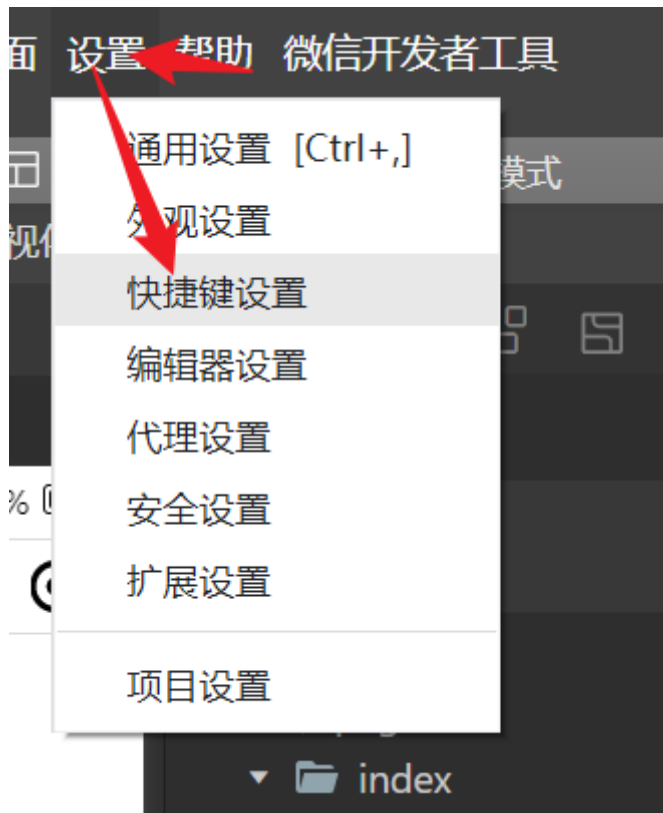 面 设置 帮助 微信开发者工具
通用设置 [Ctrl+,]
模式
外观设置
快捷键设置
编辑器设置
代理设置
%
安全设置
扩展设置
项目设置
index